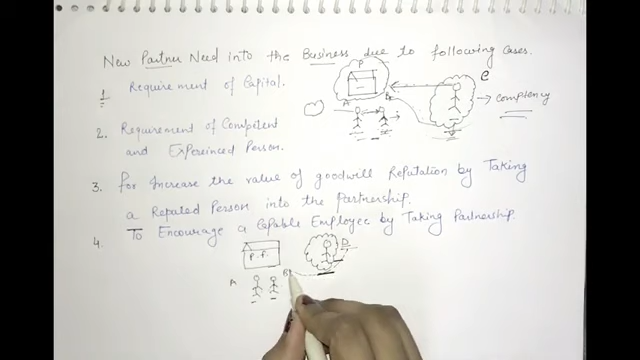 New Partner Need into the Business due to following Cases.
1 Requirement of Capital.
P
A
B
C
→ Competency
2. Requirement of Competent
and Expereinced Person.
3. For Increase the value of goodwill Reputation by Taking
a Reputed Person into the Partnership.
4. To Encourage a Capable Employee by Taking Partnership.
P.f.
A
B
D